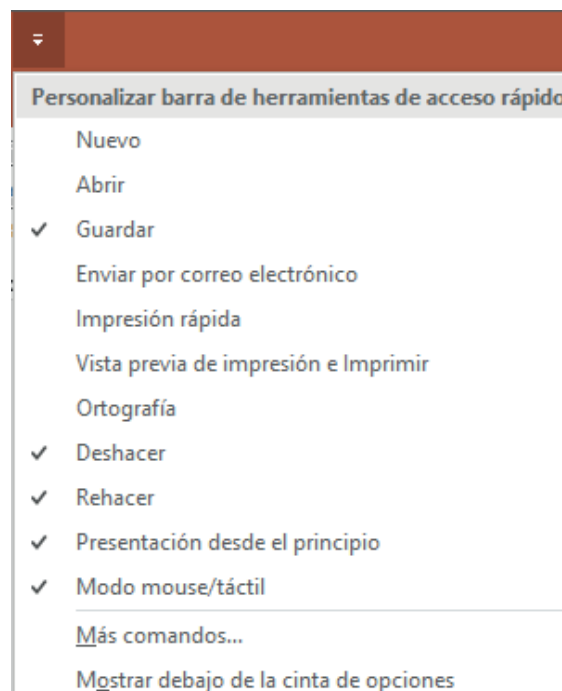 Personalizar barra de herramientas de acceso rápido
Nuevo
Abrir
Guardar
Enviar por correo electrónico
Impresión rápida
Vista previa de impresión e Imprimir
Ortografía
Deshacer
Rehacer
Presentación desde el principio
Modo mouse/táctil
Más comandos...
Mostrar debajo de la cinta de opciones